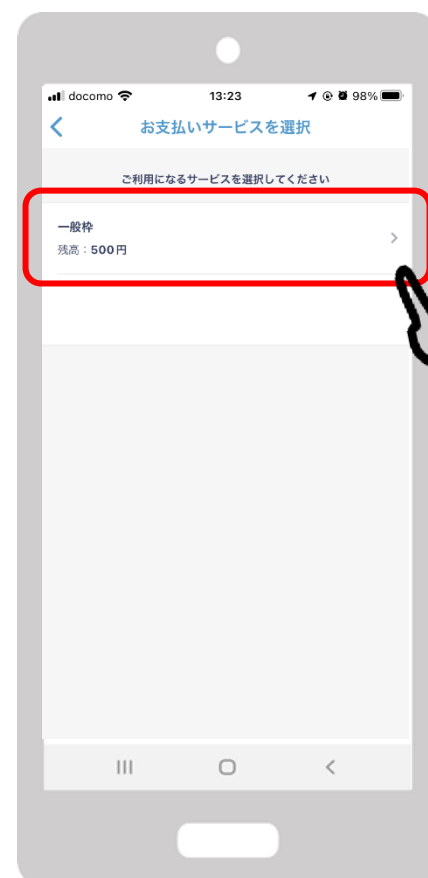 docomo 13:23 98%
お支払いサービスを選択
ご利用になるサービスを選択してください
一般枠
残高：500円